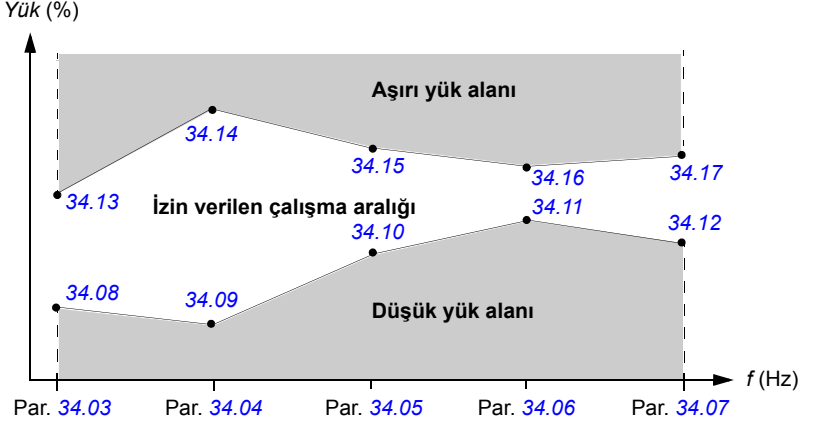 Yük (%)
Aşırı yük alanı
34.14
34.15
34.16
34.17
34.13
İzin verilen çalışma aralığı
34.11
34.10
34.12
34.08
34.09
Düşük yük alanı
f (Hz)
Par. 34.03
Par. 34.04
Par. 34.05
Par. 34.06
Par. 34.07